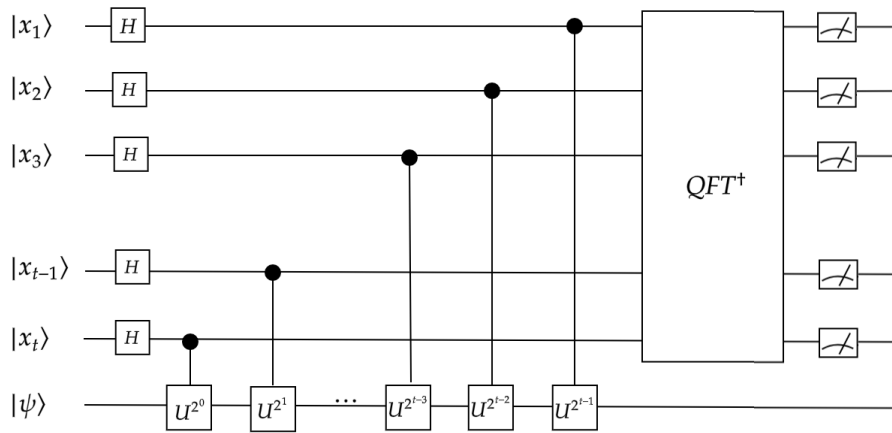 |x₁⟩ H
|x₂⟩ H
|x₃⟩ H
QFT†
|xₜ₋₁⟩ H
|xₜ⟩ H
|ψ⟩ U^{2^0} U^{2^1} ... U^{2^{t−3}} U^{2^{t−2}} U^{2^{t−1}}